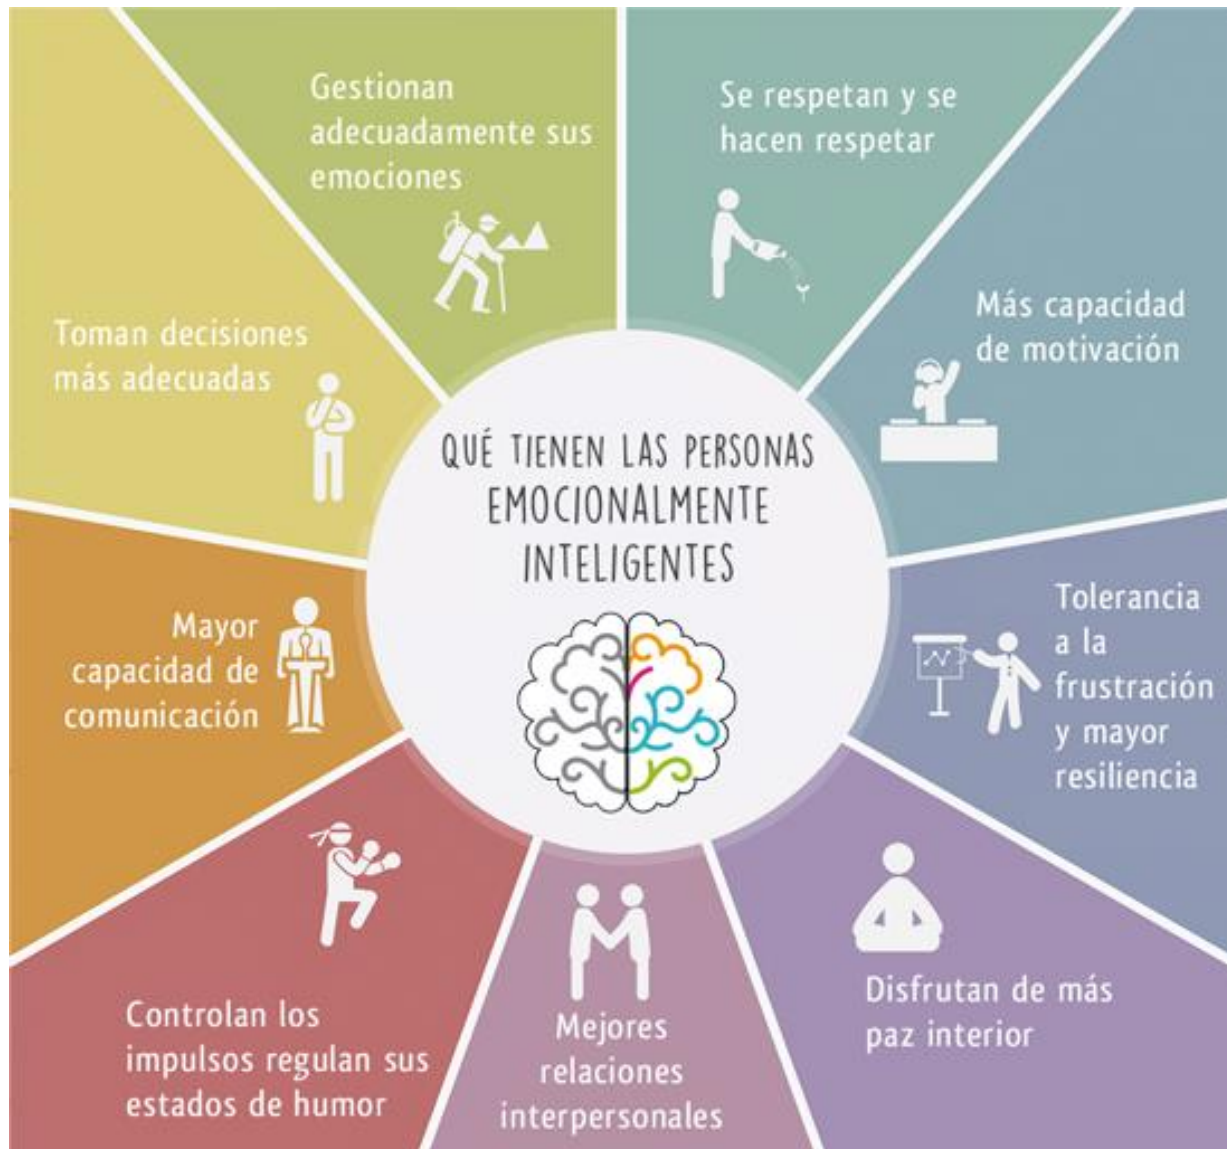 QUÉ TIENEN LAS PERSONAS
EMOCIONALMENTE
INTELIGENTES
Gestionan
adecuadamente sus
emociones
Se respetan y se
hacen respetar
Más capacidad
de motivación
Tolerancia
a la
frustración
y mayor
resiliencia
Disfrutan de más
paz interior
Mejores
relaciones
interpersonales
Controlan los
impulsos regulan sus
estados de humor
Mayor
capacidad de
comunicación
Toman decisiones
más adecuadas